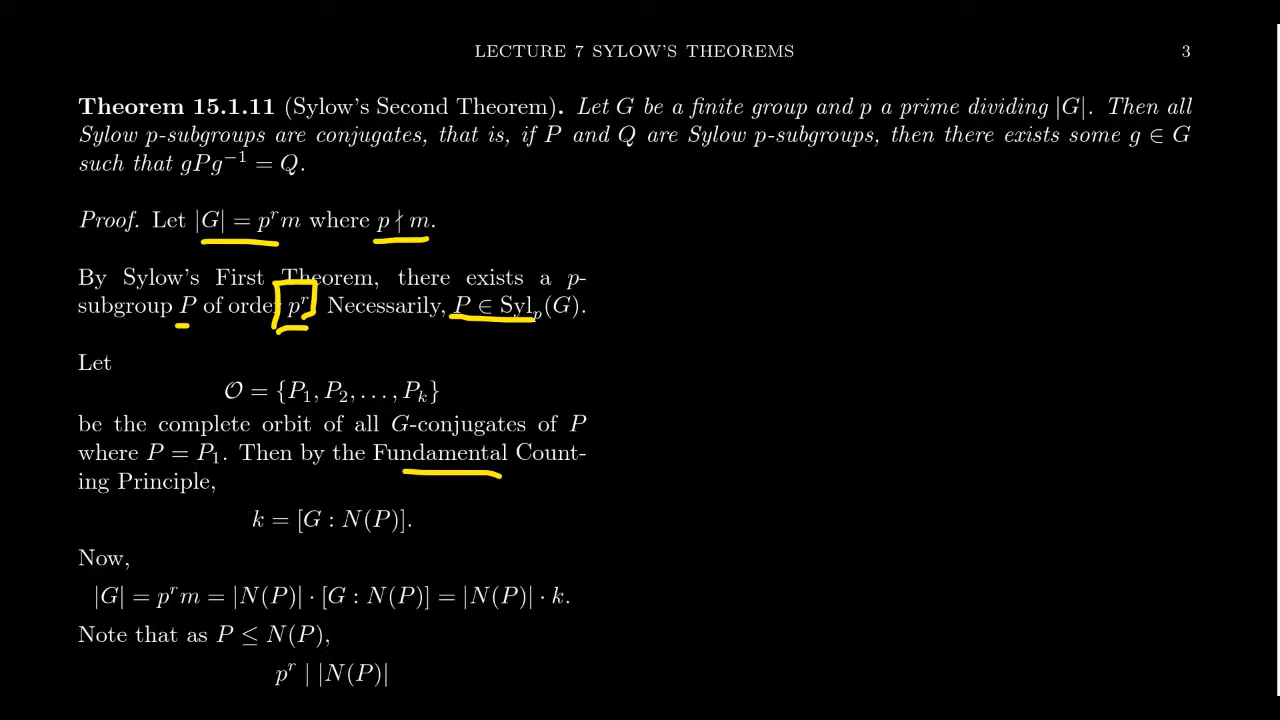 LECTURE 7 SYLOW'S THEOREMS 3
Theorem 15.1.11 (Sylow's Second Theorem). Let G be a finite group and p a prime dividing |G|. Then all
Sylow p-subgroups are conjugates, that is, if P and Q are Sylow p-subgroups, then there exists some g ∈ G
such that gPg⁻¹ = Q.
Proof. Let |G| = pʳm where p ∤ m.
By Sylow's First Theorem, there exists a p-
subgroup P of order pʳ. Necessarily, P ∈ Sylₚ(G).
Let
𝒪 = {P₁, P₂, . . . , Pₖ}
be the complete orbit of all G-conjugates of P
where P = P₁. Then by the Fundamental Count-
ing Principle,
k = [G : N(P)].
Now,
|G| = pʳm = |N(P)| · [G : N(P)] = |N(P)| · k.
Note that as P ≤ N(P),
pʳ | |N(P)|